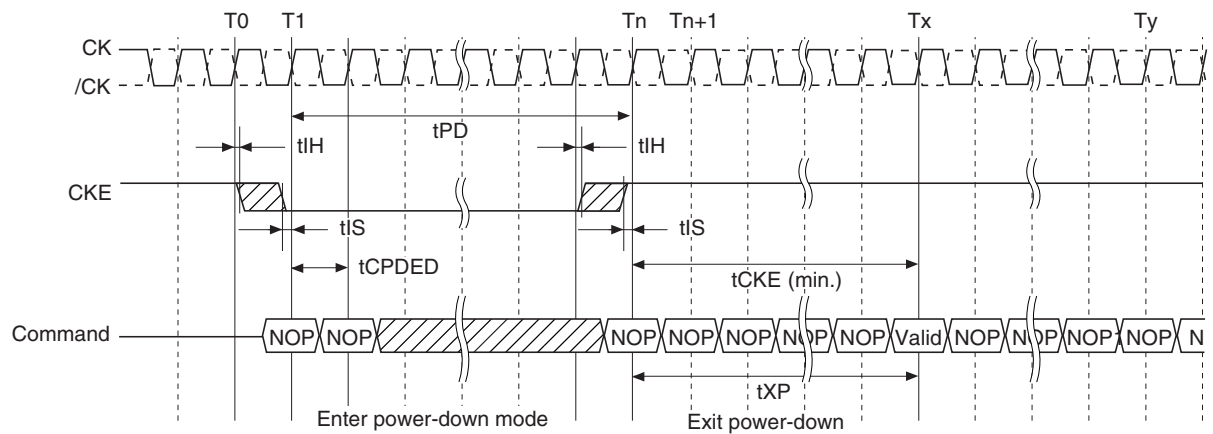 T0 T1 Tn Tn+1 Tx Ty
CK
/CK
tPD
tIH tIH
CKE
tIS tIS
tCPDED
tCKE (min.)
Command NOP NOP NOP NOP NOP NOP NOP Valid NOP NOP NOP NOP N
tXP
Enter power-down mode Exit power-down